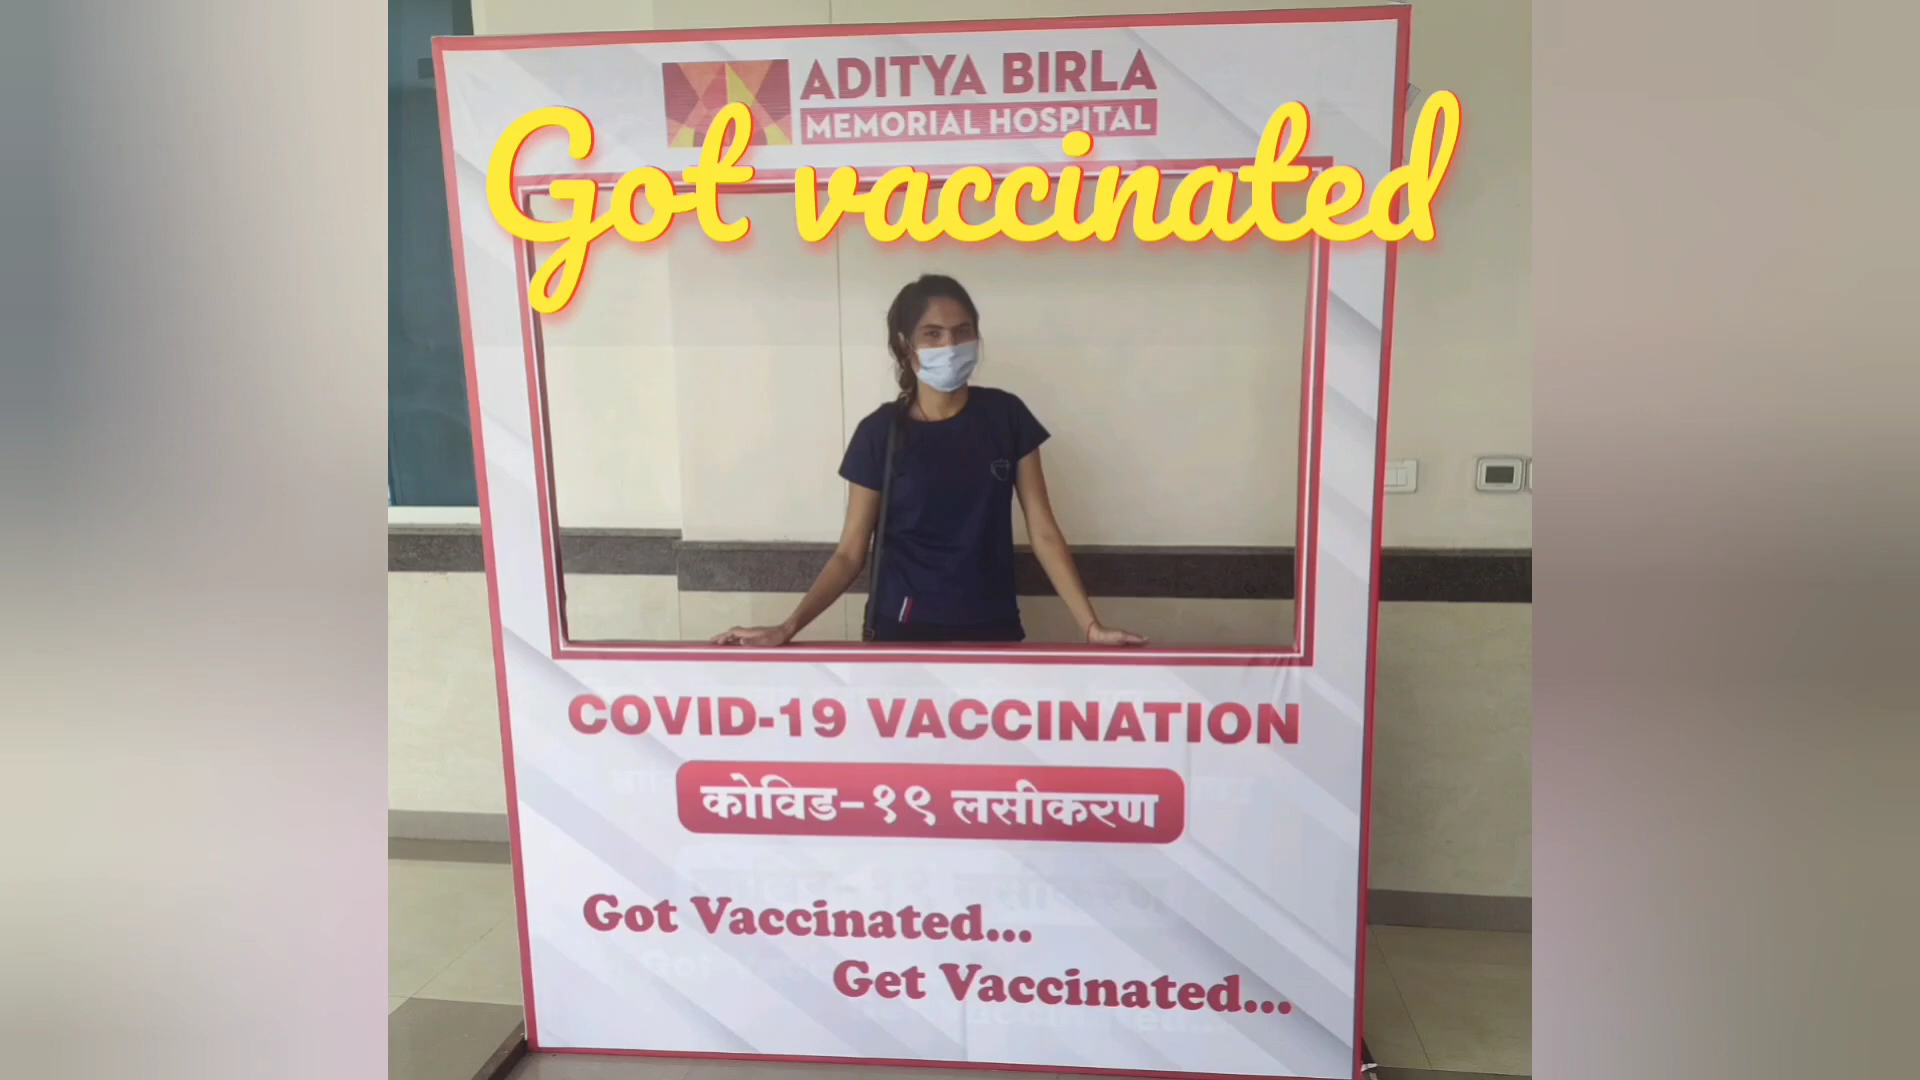 ADITYA BIRLA
MEMORIAL HOSPITAL
Got vaccinated
COVID-19 VACCINATION
कोविड-१९ लसीकरण
Got Vaccinated...
Get Vaccinated...